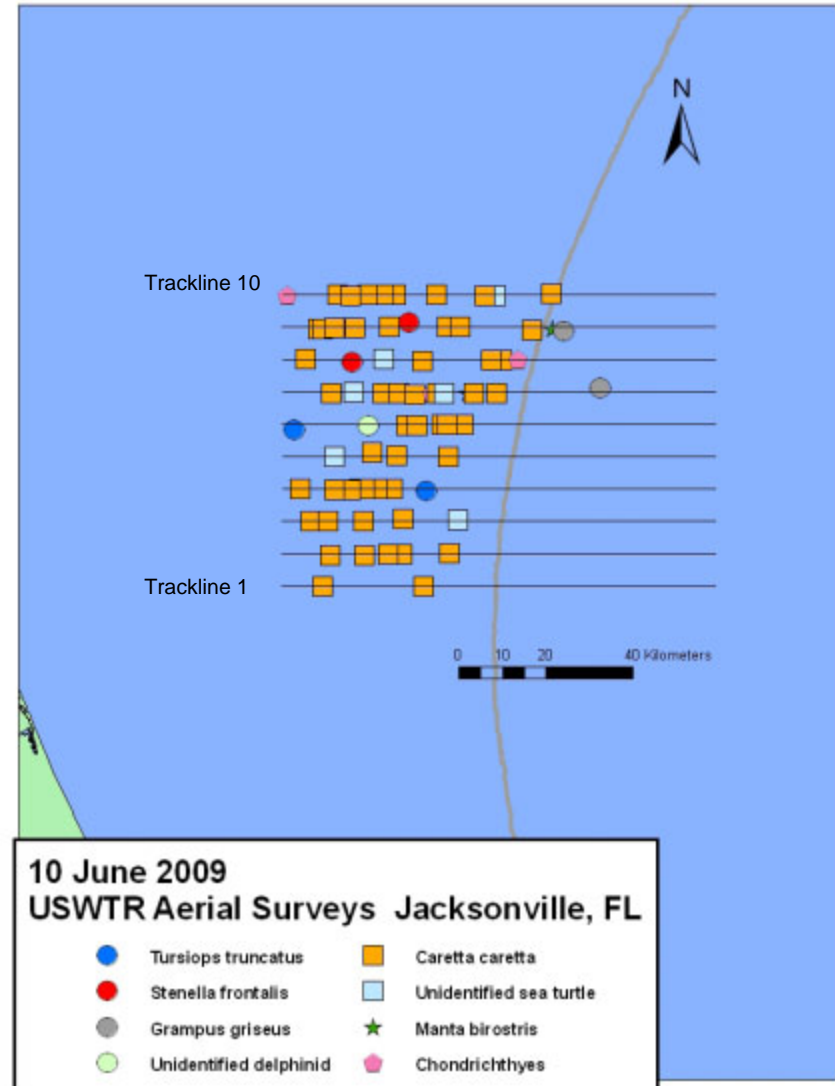 N
Trackline 10
Trackline 1
0 10 20 40 Kilometers
10 June 2009
USWTR Aerial Surveys Jacksonville, FL
Tursiops truncatus
Caretta caretta
Stenella frontalis
Unidentified sea turtle
Grampus griseus
Manta birostris
Unidentified delphinid
Chondrichthyes